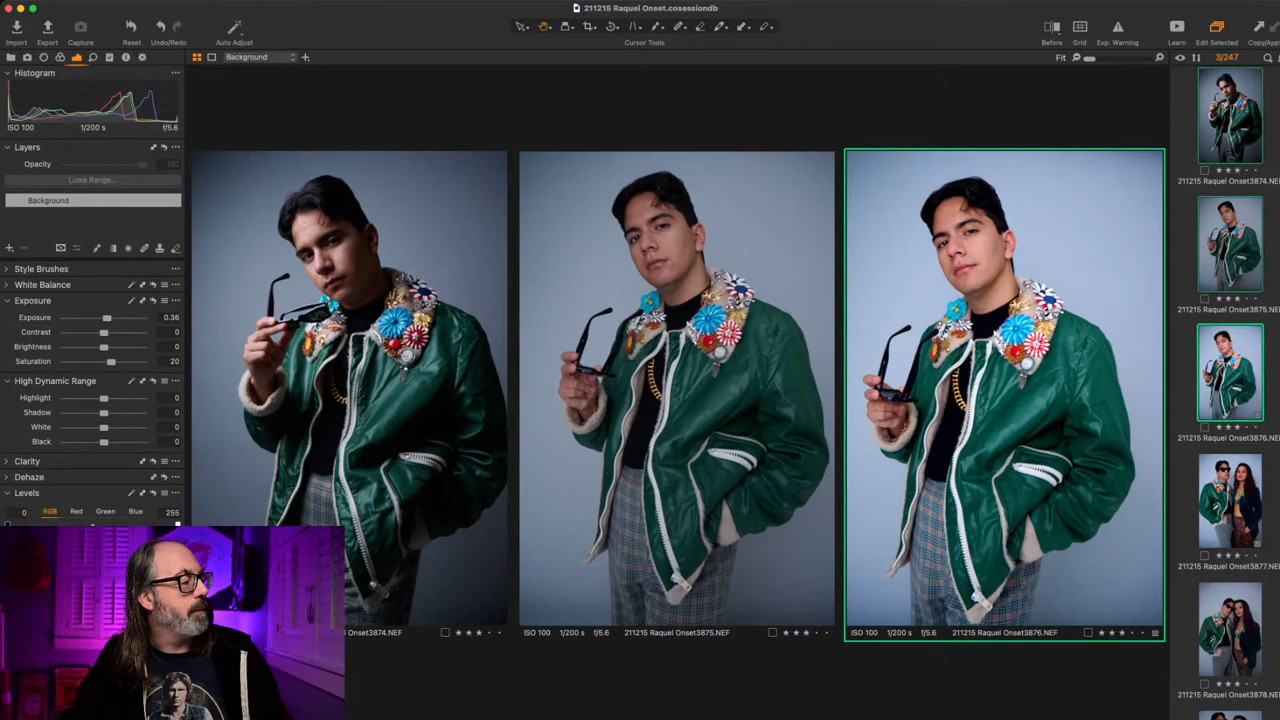 211215 Raquel Onset.cosessiondb
Import
Export
Capture
Reset
Undo/Redo
Auto Adjust
Cursor Tools
Before
Grid
Exp. Warning
Learn
Edit Selected
Copy/App
Background
Fit
3/247
Histogram
ISO 100 1/200 s f/5.6
Layers
Opacity 100
Luma Range...
Background
Style Brushes
White Balance
Exposure
Exposure 0.36
Contrast 0
Brightness 0
Saturation 20
High Dynamic Range
Highlight 0
Shadow 0
White 0
Black 0
Clarity
Dehaze
Levels
0 RGB Red Green Blue 255
t3874.NEF
ISO 100 1/200 s f/5.6 211215 Raquel Onset3875.NEF
ISO 100 1/200 s f/5.6 211215 Raquel Onset3876.NEF
211215 Raquel Onset3874.NEF
211215 Raquel Onset3875.NEF
211215 Raquel Onset3876.NEF
211215 Raquel Onset3877.NEF
211215 Raquel Onset3878.NEF